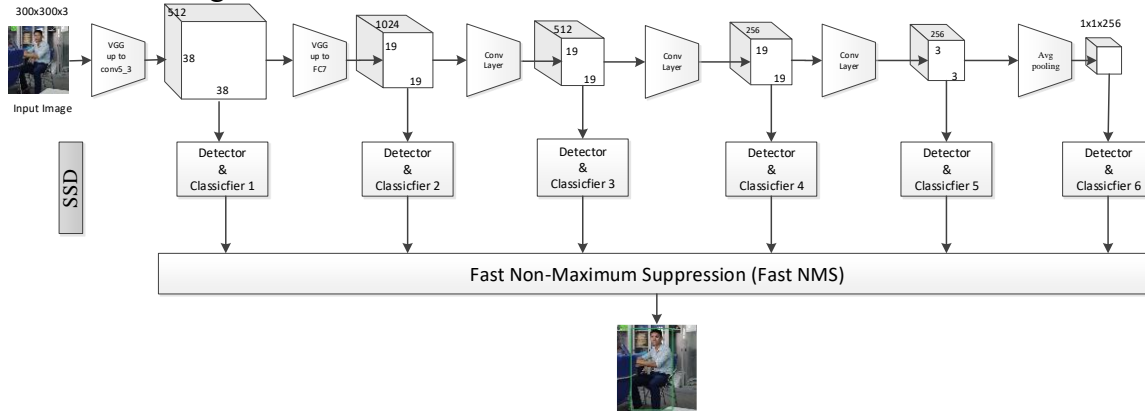 300x300x3
Input Image
VGG
up to
conv5_3
512
38
38
VGG
up to
FC7
1024
19
19
Conv
Layer
512
19
19
Conv
Layer
256
19
19
Conv
Layer
256
3
3
Avg
pooling
1x1x256
SSD
Detector
&
Classicfier 1
Detector
&
Classicfier 2
Detector
&
Classicfier 3
Detector
&
Classicfier 4
Detector
&
Classicfier 5
Detector
&
Classicfier 6
Fast Non-Maximum Suppression (Fast NMS)